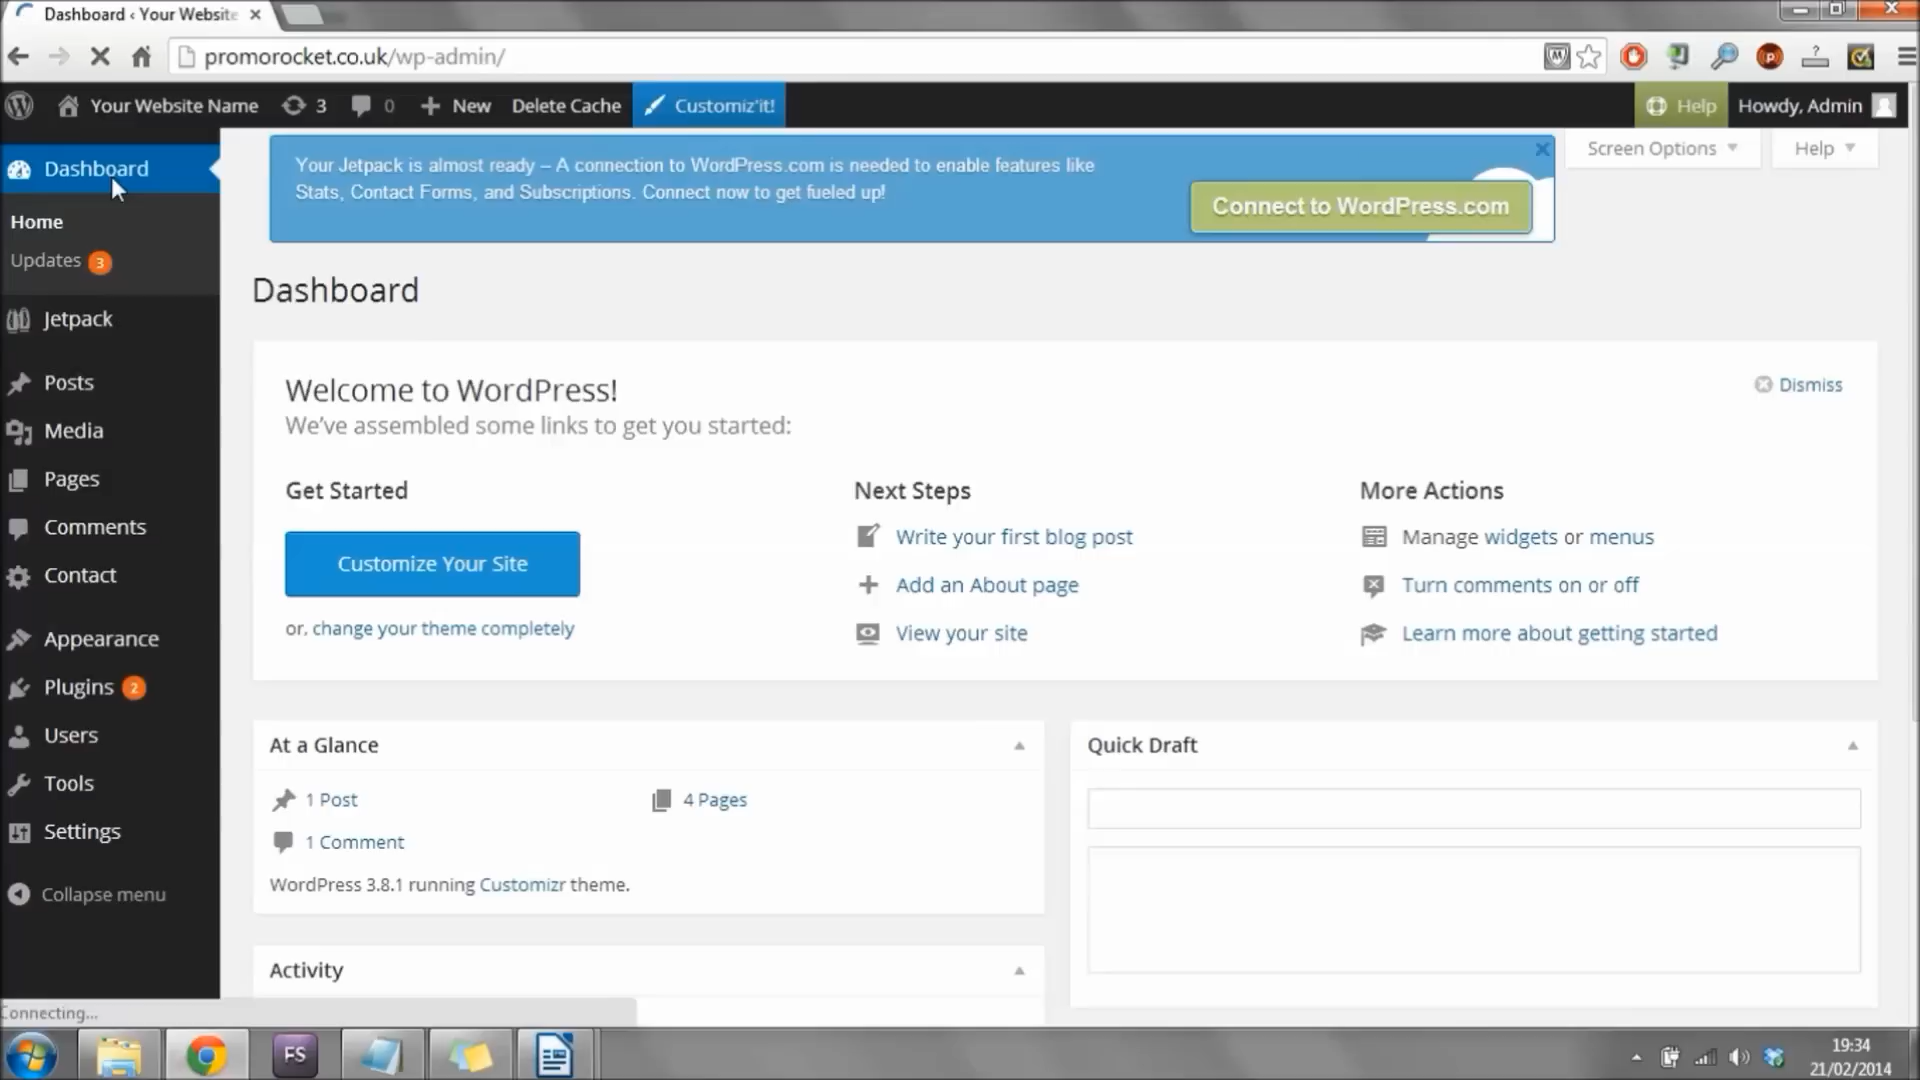 Dashboard ‹ Your Website
promorocket.co.uk/wp-admin/
Your Website Name 3 0 New Delete Cache Customiz'it! Help Howdy, Admin
Dashboard
Home
Updates 3
Jetpack
Posts
Media
Pages
Comments
Contact
Appearance
Plugins 2
Users
Tools
Settings
Collapse menu
Your Jetpack is almost ready – A connection to WordPress.com is needed to enable features like
Stats, Contact Forms, and Subscriptions. Connect now to get fueled up!
Connect to WordPress.com
Screen Options
Help
Dashboard
Welcome to WordPress!
We've assembled some links to get you started:
Dismiss
Get Started
Customize Your Site
or, change your theme completely
Next Steps
Write your first blog post
Add an About page
View your site
More Actions
Manage widgets or menus
Turn comments on or off
Learn more about getting started
At a Glance
1 Post
4 Pages
1 Comment
WordPress 3.8.1 running Customizr theme.
Quick Draft
Activity
Connecting...
FS
19:34
21/02/2014